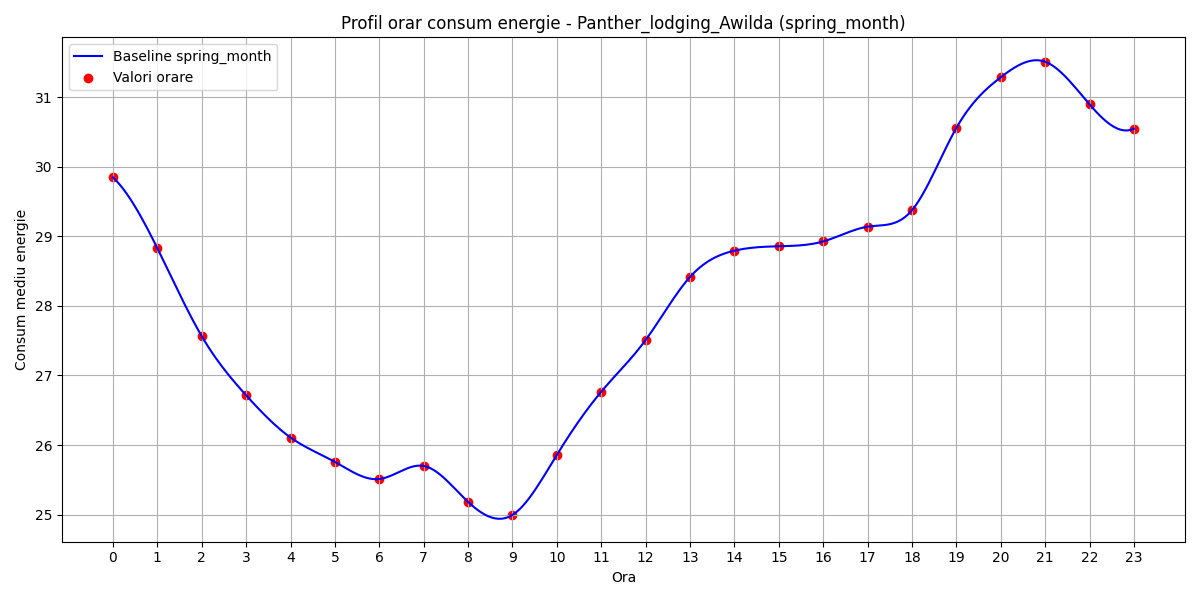 Profil orar consum energie - Panther_lodging_Awilda (spring_month)
Baseline spring_month
Valori orare
Consum mediu energie
31
30
29
28
27
26
25
0 1 2 3 4 5 6 7 8 9 10 11 12 13 14 15 16 17 18 19 20 21 22 23
Ora